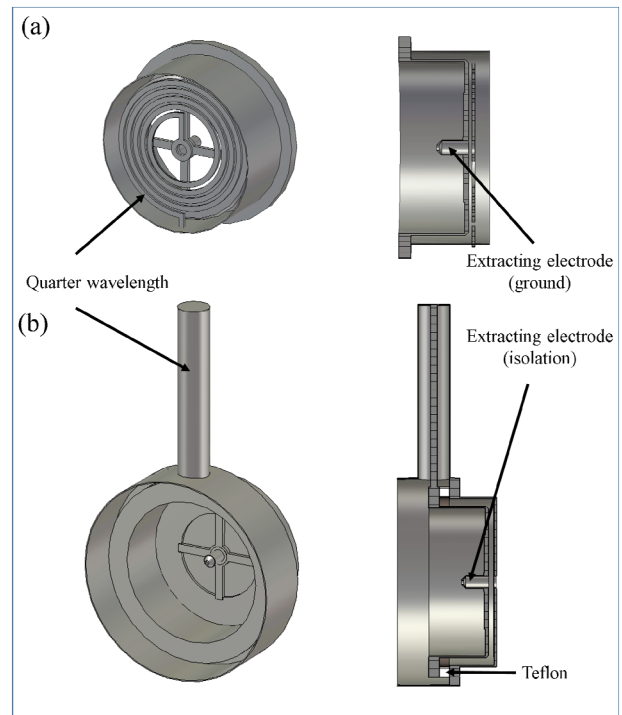 (a)
Extracting electrode
(ground)
Quarter wavelength
(b)
Extracting electrode
(isolation)
Teflon